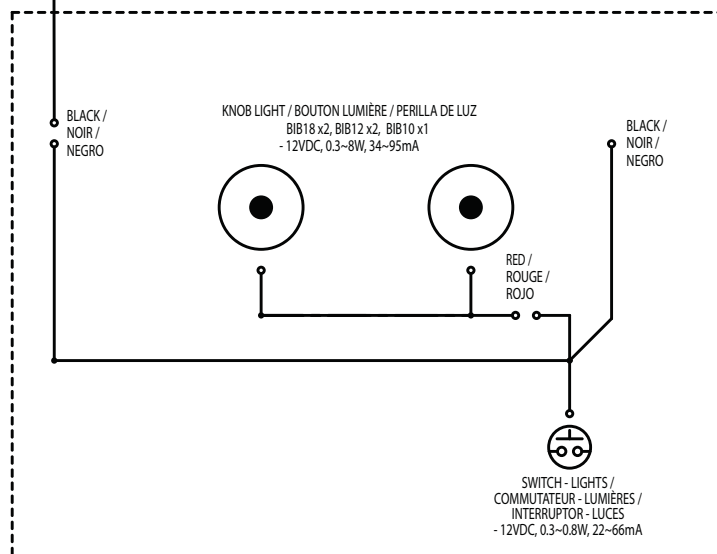 BLACK /
NOIR /
NEGRO
KNOB LIGHT / BOUTON LUMIÈRE / PERILLA DE LUZ
BIB18 x2, BIB12 x2, BIB10 x1
- 12VDC, 0.3~8W, 34~95mA
BLACK /
NOIR /
NEGRO
RED /
ROUGE /
ROJO
SWITCH - LIGHTS /
COMMUTATEUR - LUMIÈRES /
INTERRUPTOR - LUCES
- 12VDC, 0.3~0.8W, 22~66mA